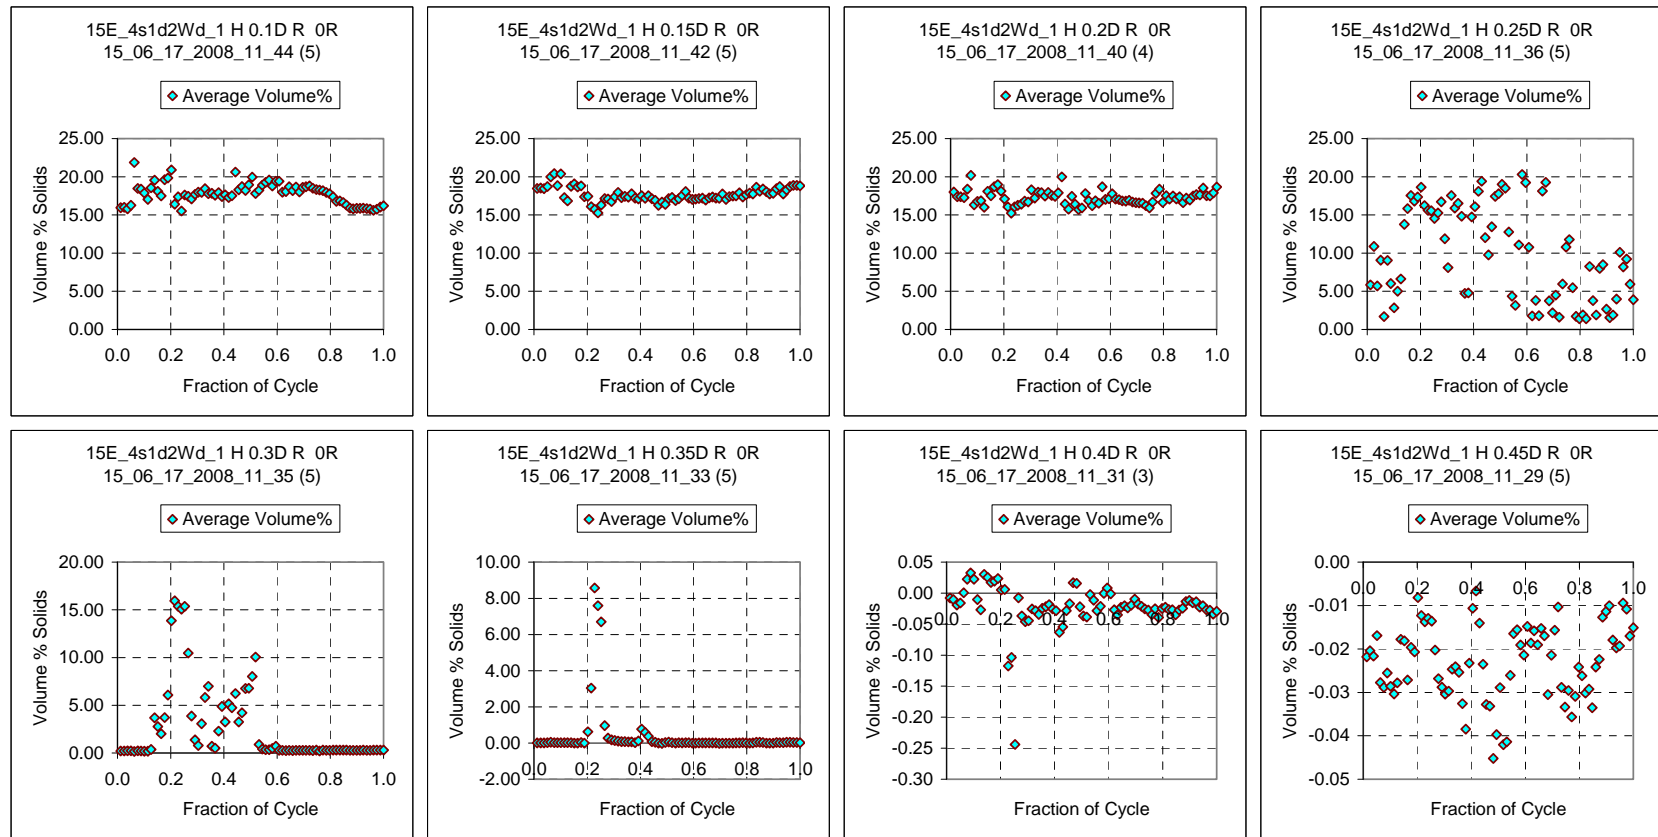 15E_4s1d2Wd_1 H 0.1D R 0R
15_06_17_2008_11_44 (5)
Average Volume%
Volume % Solids
25.00
20.00
15.00
10.00
5.00
0.00
0.0 0.2 0.4 0.6 0.8 1.0
Fraction of Cycle
15E_4s1d2Wd_1 H 0.15D R 0R
15_06_17_2008_11_42 (5)
Average Volume%
Volume % Solids
25.00
20.00
15.00
10.00
5.00
0.00
0.0 0.2 0.4 0.6 0.8 1.0
Fraction of Cycle
15E_4s1d2Wd_1 H 0.2D R 0R
15_06_17_2008_11_40 (4)
Average Volume%
Volume % Solids
25.00
20.00
15.00
10.00
5.00
0.00
0.0 0.2 0.4 0.6 0.8 1.0
Fraction of Cycle
15E_4s1d2Wd_1 H 0.25D R 0R
15_06_17_2008_11_36 (5)
Average Volume%
Volume % Solids
25.00
20.00
15.00
10.00
5.00
0.00
0.0 0.2 0.4 0.6 0.8 1.0
Fraction of Cycle
15E_4s1d2Wd_1 H 0.3D R 0R
15_06_17_2008_11_35 (5)
Average Volume%
Volume % Solids
20.00
15.00
10.00
5.00
0.00
0.0 0.2 0.4 0.6 0.8 1.0
Fraction of Cycle
15E_4s1d2Wd_1 H 0.35D R 0R
15_06_17_2008_11_33 (5)
Average Volume%
Volume % Solids
10.00
8.00
6.00
4.00
2.00
0.00
-2.00
0.0 0.2 0.4 0.6 0.8 1.0
Fraction of Cycle
15E_4s1d2Wd_1 H 0.4D R 0R
15_06_17_2008_11_31 (3)
Average Volume%
Volume % Solids
0.05
0.00
-0.05
-0.10
-0.15
-0.20
-0.25
-0.30
0.0 0.2 0.4 0.6 0.8 1.0
Fraction of Cycle
15E_4s1d2Wd_1 H 0.45D R 0R
15_06_17_2008_11_29 (5)
Average Volume%
Volume % Solids
0.00
-0.01
-0.02
-0.03
-0.04
-0.05
0.0 0.2 0.4 0.6 0.8 1.0
Fraction of Cycle